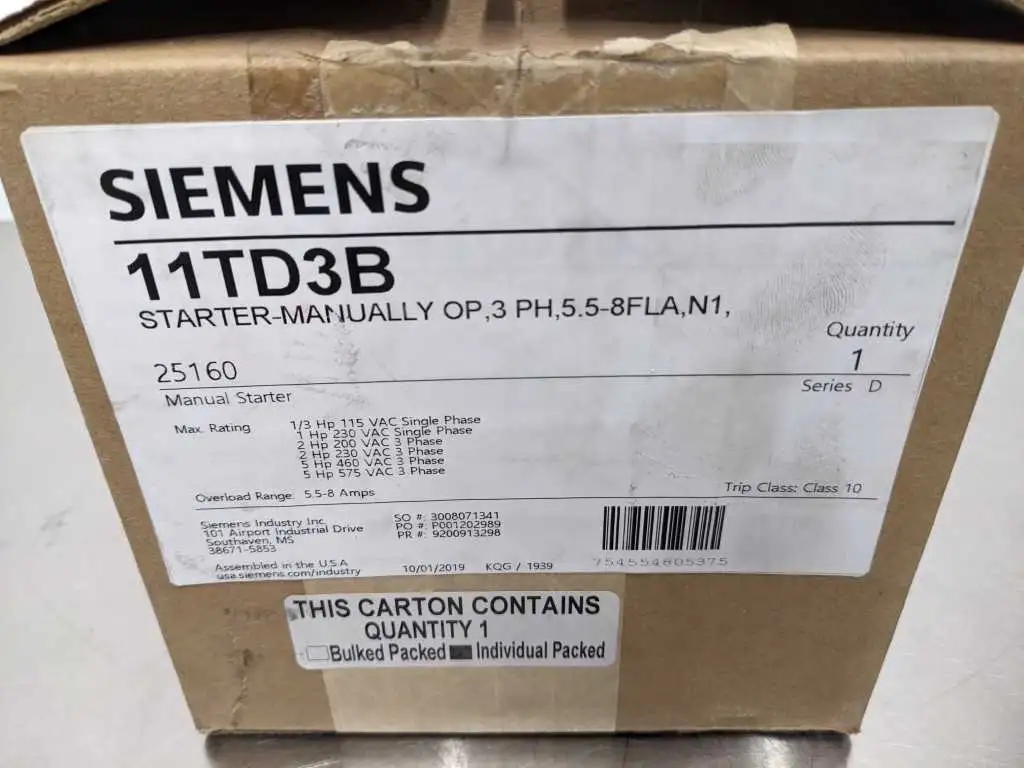 SIEMENS
11TD3B
STARTER-MANUALLY OP,3 PH,5.5-8FLA,N1,
Quantity
1
25160
Series D
Manual Starter
Max. Rating 1/3 Hp 115 VAC Single Phase
1 Hp 230 VAC Single Phase
2 Hp 200 VAC 3 Phase
2 Hp 230 VAC 3 Phase
5 Hp 460 VAC 3 Phase
5 Hp 575 VAC 3 Phase
Overload Range: 5.5-8 Amps
Trip Class: Class 10
Siemens Industry Inc.
101 Airport Industrial Drive
Southaven, MS
38671-5853
SO #: 3008071341
PO #: P001202989
PR #: 9200913298
754554605375
Assembled in the U.S.A
usa.siemens.com/industry
10/01/2019 KQG / 1939
THIS CARTON CONTAINS
QUANTITY 1
Bulked Packed Individual Packed